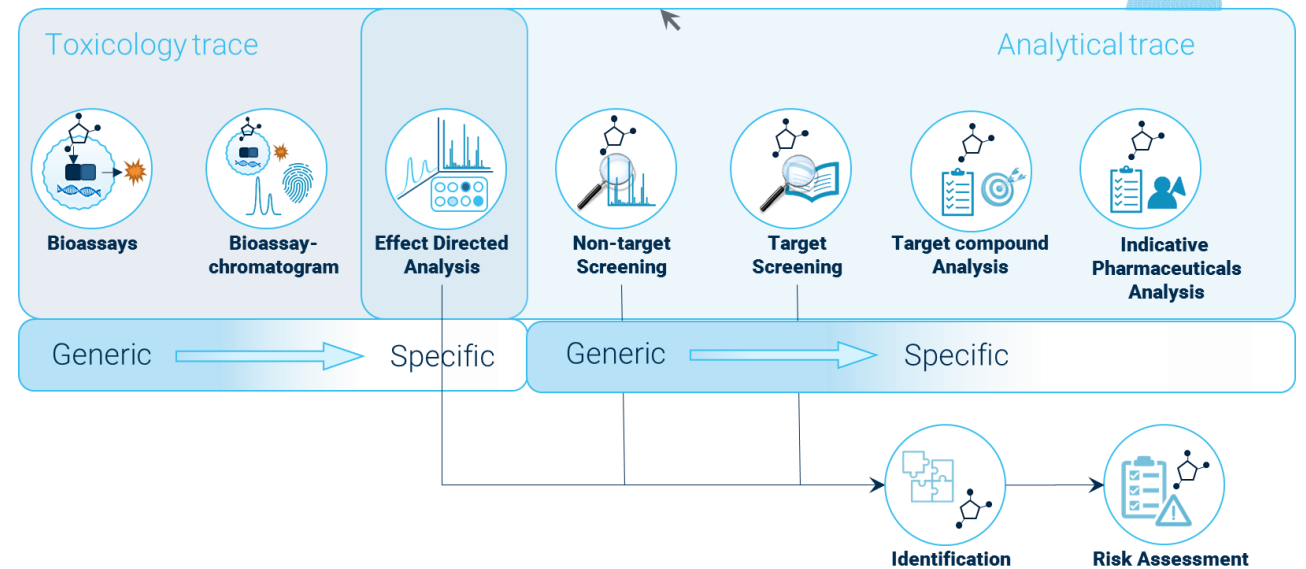 Toxicology trace
Analytical trace
Bioassays
Bioassay-
chromatogram
Effect Directed
Analysis
Non-target
Screening
Target
Screening
Target compound
Analysis
Indicative
Pharmaceuticals
Analysis
Generic
Specific
Generic
Specific
Identification
Risk Assessment